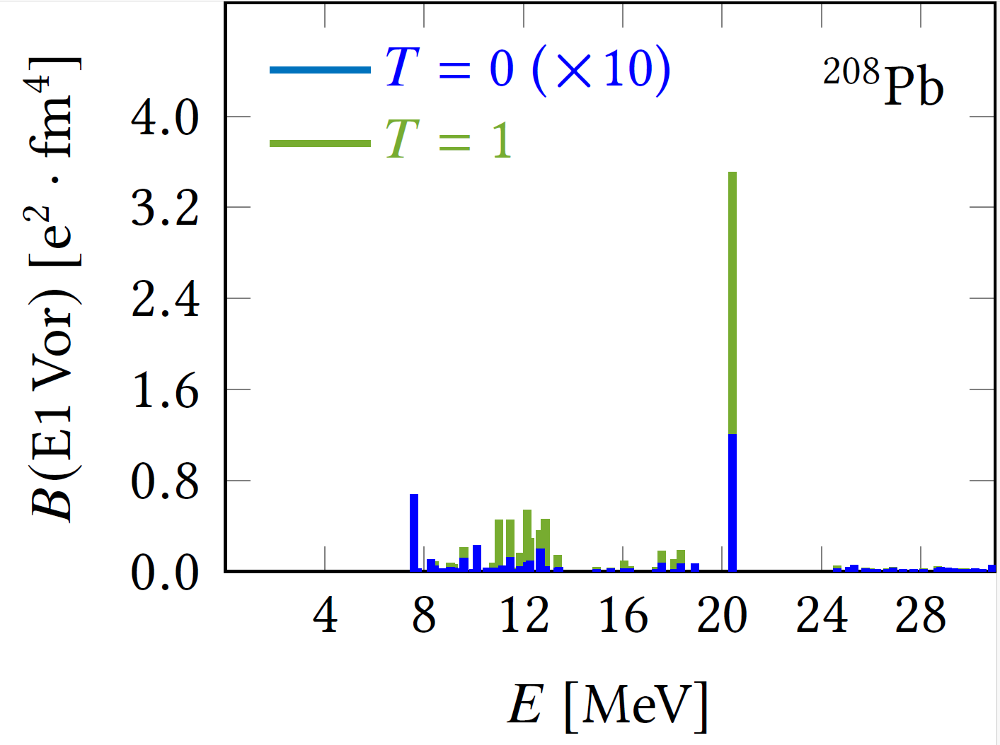 T = 0 (×10)
T = 1
²⁰⁸Pb
B(E1 Vor) [e² · fm⁴]
4.0
3.2
2.4
1.6
0.8
0.0
4 8 12 16 20 24 28
E [MeV]